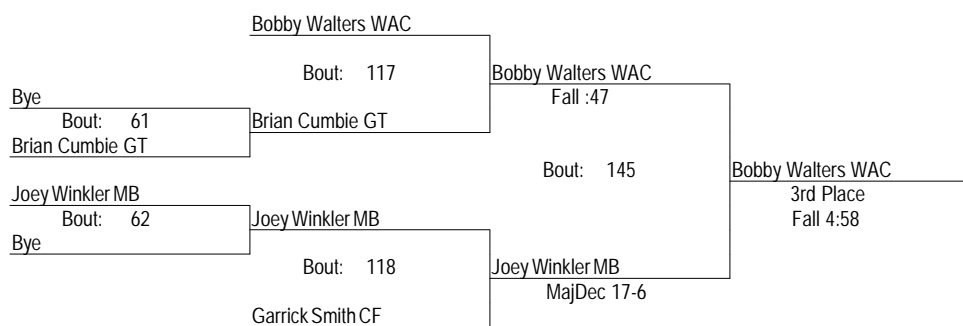 Bobby Walters WAC
Bout: 117
Bobby Walters WAC
Bye
Fall :47
Bout: 61
Brian Cumbie GT
Brian Cumbie GT
Bout: 145
Bobby Walters WAC
Joey Winkler MB
3rd Place
Bout: 62
Joey Winkler MB
Fall 4:58
Bye
Bout: 118
Joey Winkler MB
MajDec 17-6
Garrick Smith CF